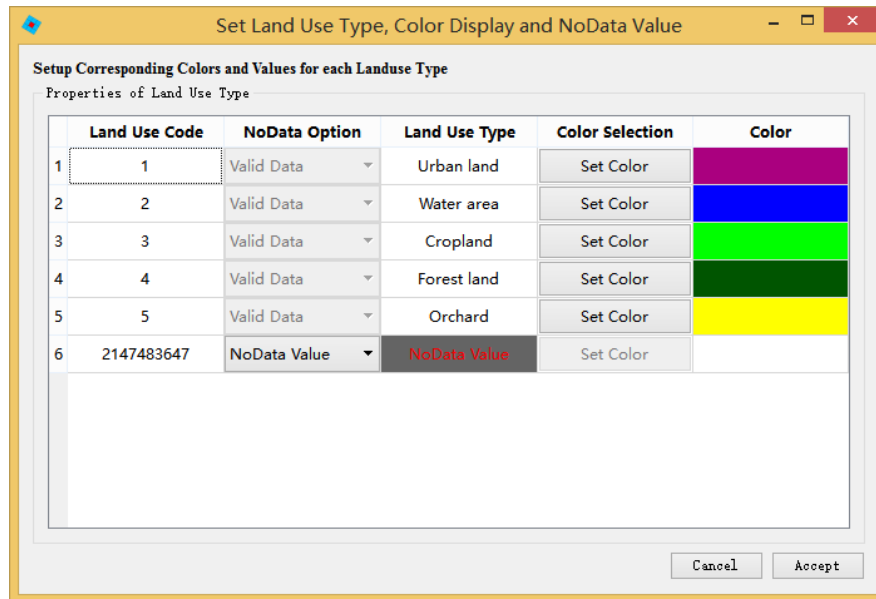 Set Land Use Type, Color Display and NoData Value
Setup Corresponding Colors and Values for each Landuse Type
Properties of Land Use Type
Land Use Code NoData Option Land Use Type Color Selection Color
1 1 Valid Data Urban land Set Color
2 2 Valid Data Water area Set Color
3 3 Valid Data Cropland Set Color
4 4 Valid Data Forest land Set Color
5 5 Valid Data Orchard Set Color
6 2147483647 NoData Value NoData Value Set Color
Cancel Accept